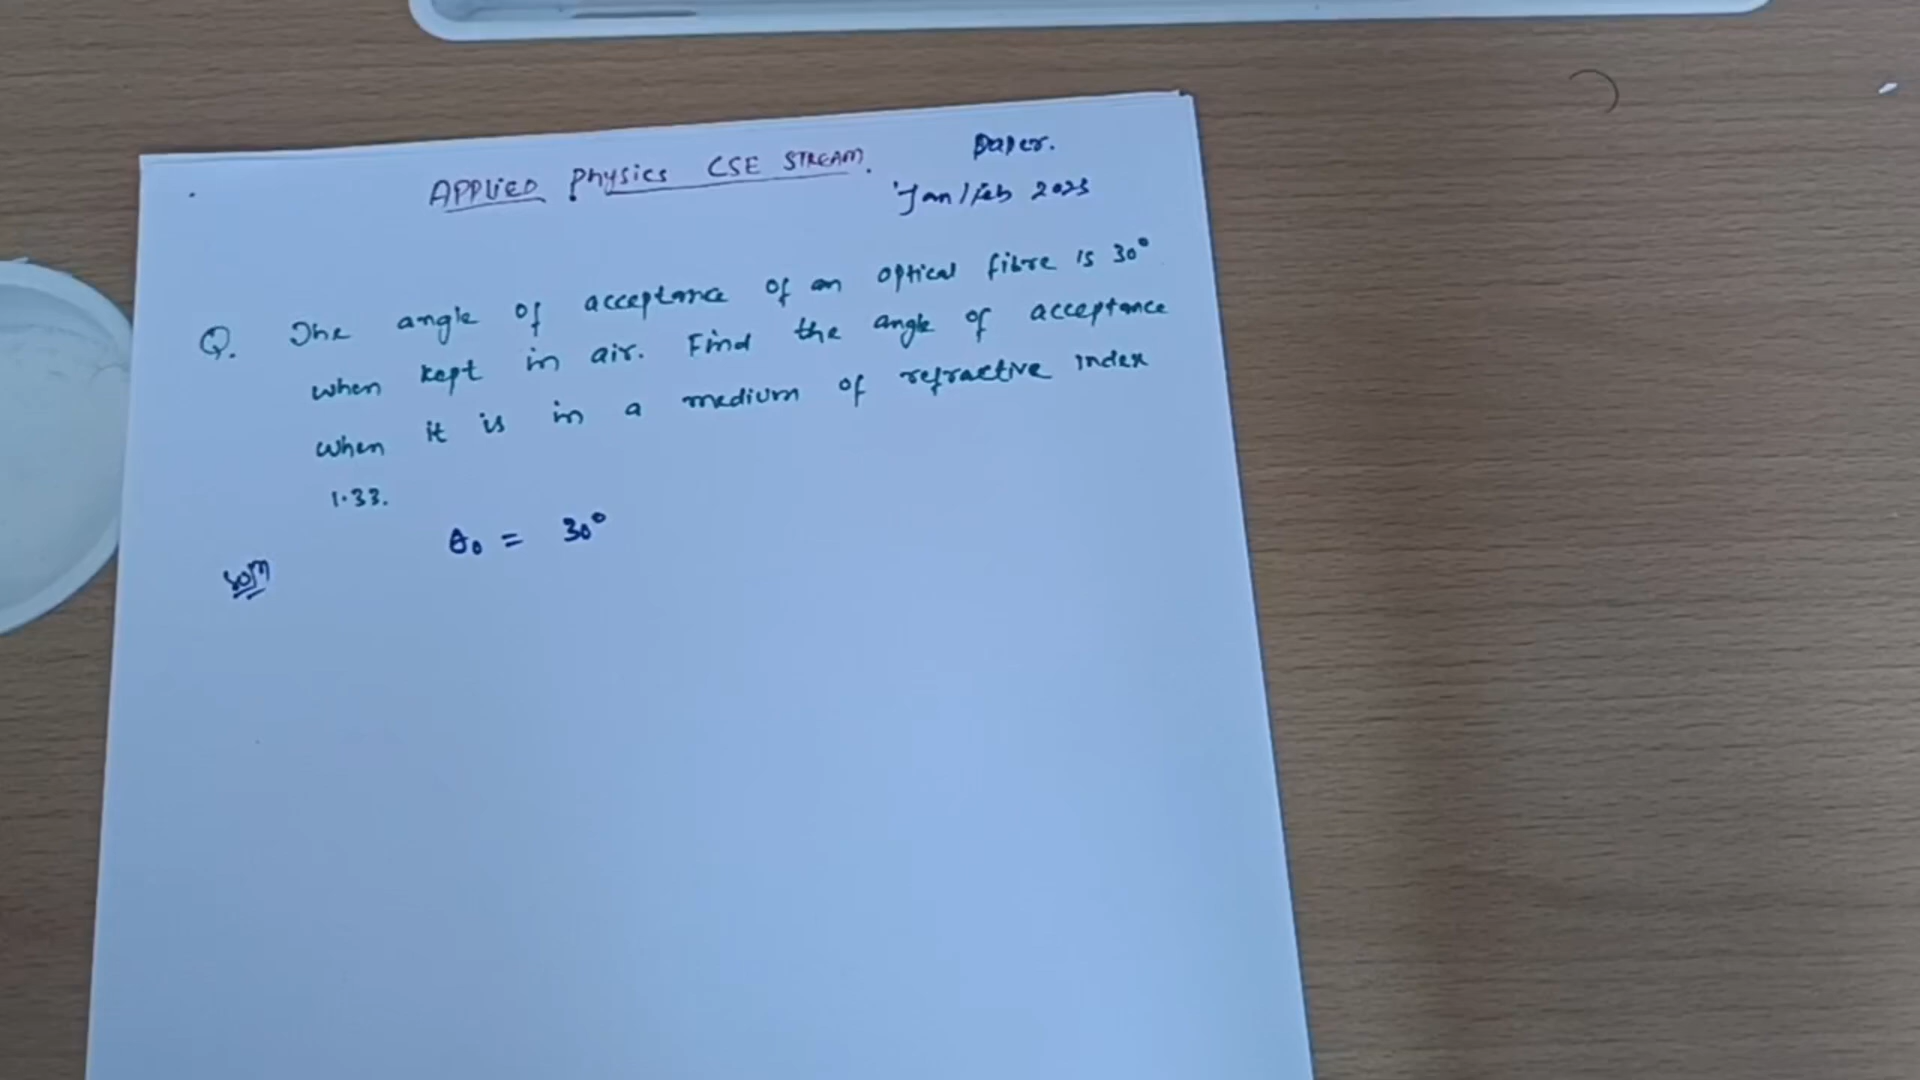 APPLIED Physics CSE STREAM.
Paper.
Jan/Feb 2023
Q. The angle of acceptance of an optical fibre is 30°
when kept in air. Find the angle of acceptance
when it is in a medium of refractive index
1.33.
θ₀ = 30°
Soln